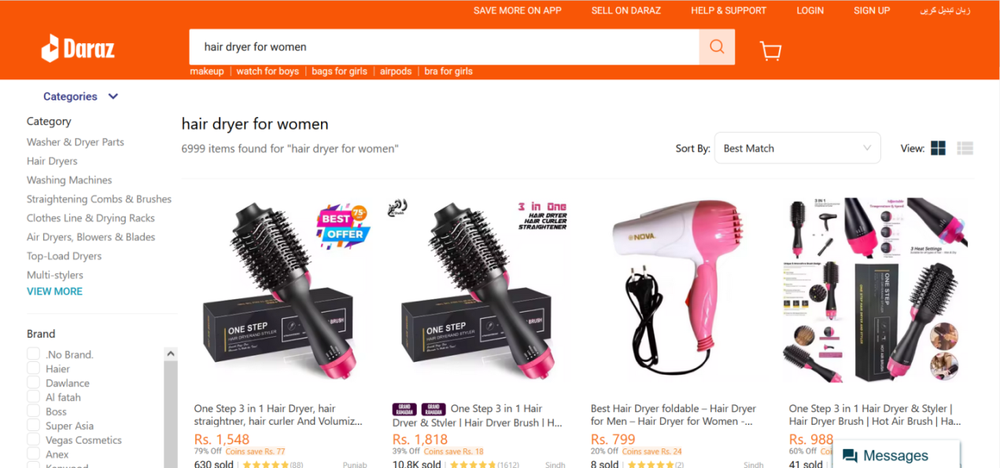 SAVE MORE ON APP
SELL ON DARAZ
HELP & SUPPORT
LOGIN
SIGN UP
زبان تبدیل کریں
Daraz
hair dryer for women
makeup | watch for boys | bags for girls | airpods | bra for girls
Categories
Category
Washer & Dryer Parts
Hair Dryers
Washing Machines
Straightening Combs & Brushes
Clothes Line & Drying Racks
Air Dryers, Blowers & Blades
Top-Load Dryers
Multi-stylers
VIEW MORE
Brand
.No Brand.
Haier
Dawlance
Al fatah
Boss
Super Asia
Vegas Cosmetics
Anex
Kenwood
hair dryer for women
6999 items found for "hair dryer for women"
Sort By:
Best Match
View:
BEST
OFFER
75
ONE STEP
HAIR DRYER AND STYLER
BRUSH
One Step 3 in 1 Hair Dryer, hair
straightner, hair curler And Volumiz...
Rs. 1,548
79% Off Coins save Rs. 77
630 sold | (88) Punjab
3 in One
HAIR DRYER
HAIR CURLER
STRAIGHTENER
ONE STEP
HAIR DRYER AND STYLER
BRUSH
GRAND RAMADAN GRAND RAMADAN One Step 3 in 1 Hair
Dryer & Styler | Hair Dryer Brush | H...
Rs. 1,818
39% Off Coins save Rs. 18
10.8K sold | (1612) Sindh
NOVA
Best Hair Dryer foldable – Hair Dryer
for Men – Hair Dryer for Women -...
Rs. 799
20% Off Coins save Rs. 24
8 sold | (2) Sindh
3 IN 1
3 Heat Settings
ONE STEP
One Step 3 in 1 Hair Dryer & Styler |
Hair Dryer Brush | Hot Air Brush | Ha...
Rs. 988
60% Off
41 sold
Messages